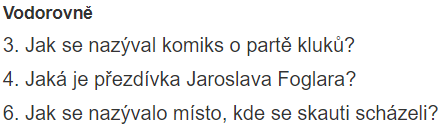 Vodorovně
3. Jak se nazýval komiks o partě kluků?
4. Jaká je přezdívka Jaroslava Foglara?
6. Jak se nazývalo místo, kde se skauti scházeli?